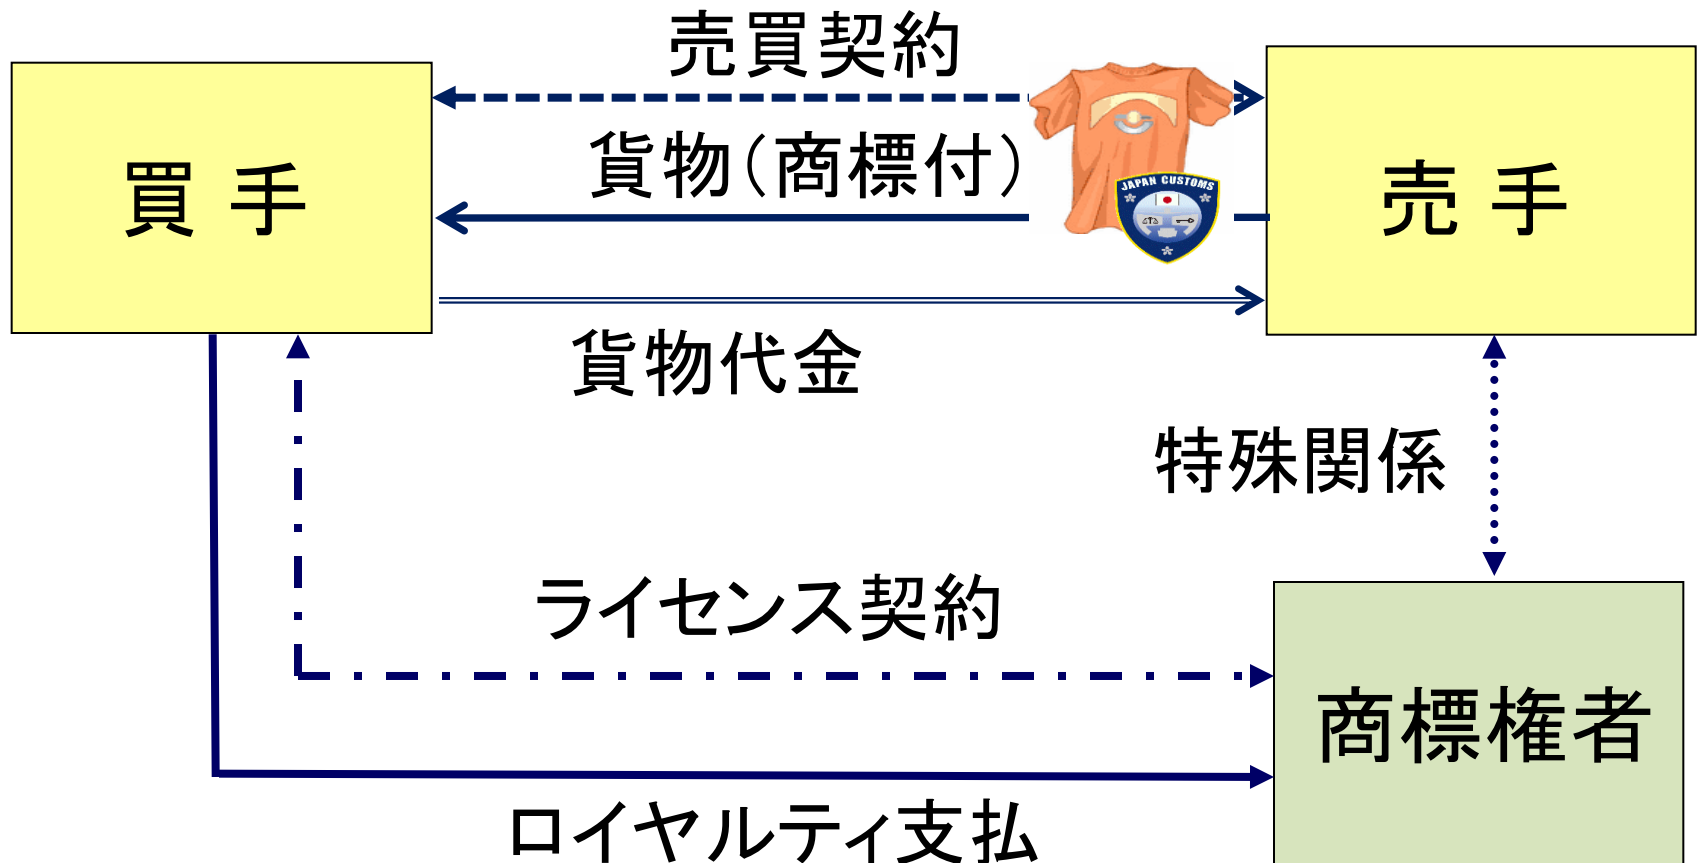 売買契約
貨物（商標付）
JAPAN CUSTOMS
買 手
売 手
貨物代金
特殊関係
ライセンス契約
商標権者
ロイヤルティ支払